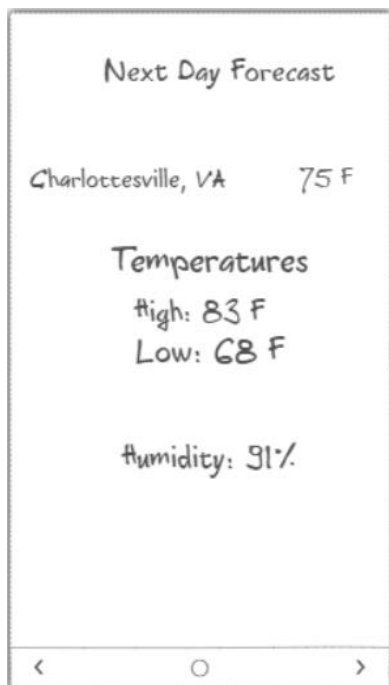 Next Day Forecast
Charlottesville, VA 75 F
Temperatures
High: 83 F
Low: 68 F
Humidity: 91%